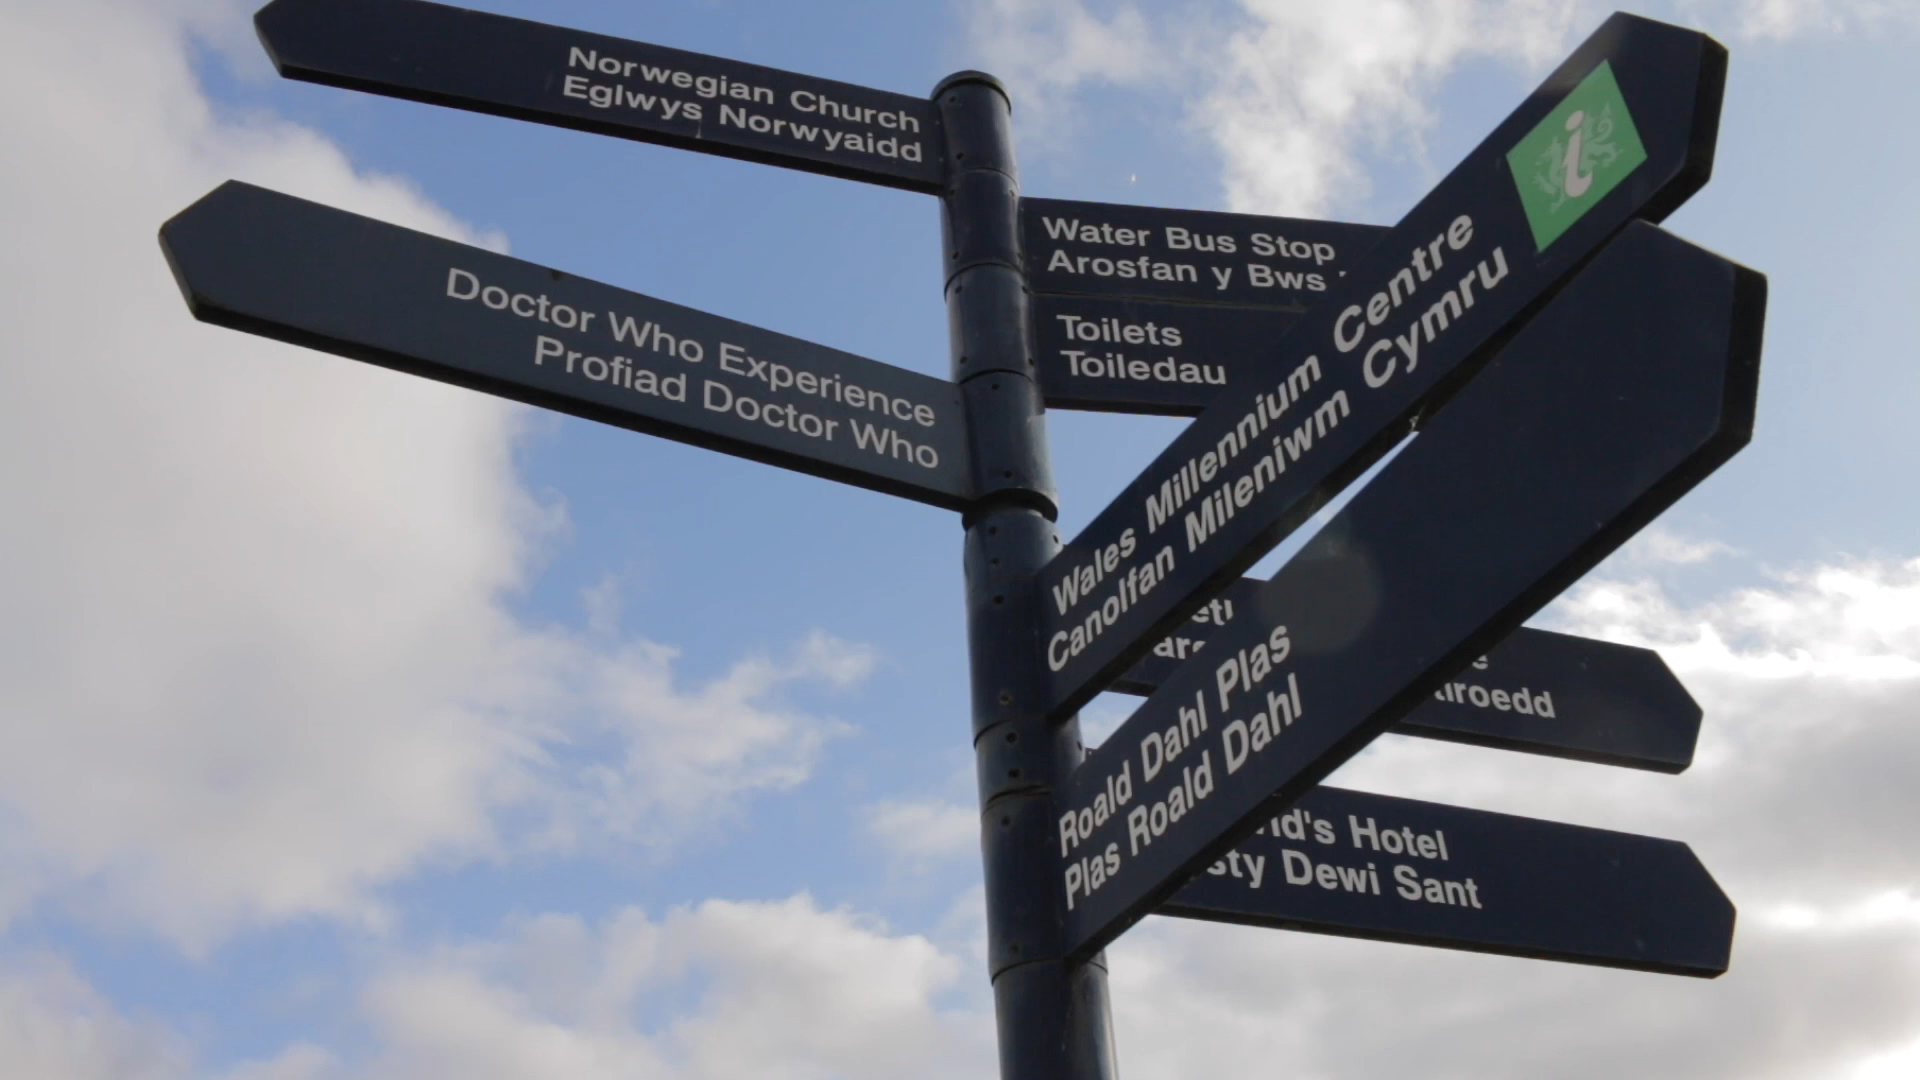 Norwegian Church
Eglwys Norwyaidd
Doctor Who Experience
Profiad Doctor Who
Water Bus Stop
Arosfan y Bws
Toilets
Toiledau
Wales Millennium Centre
Canolfan Mileniwm Cymru
i
Roald Dahl Plas
Plas Roald Dahl
Hotel
Dewi Sant